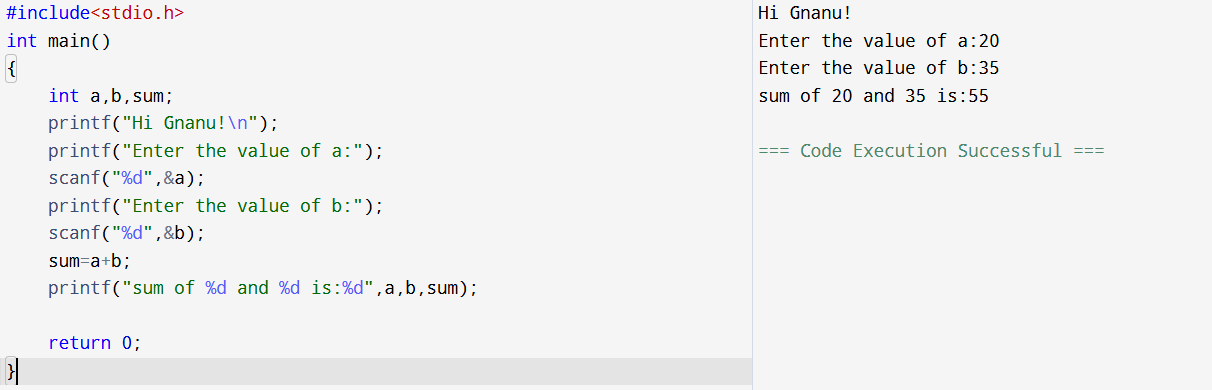 #include<stdio.h>
int main()
{
    int a,b,sum;
    printf("Hi Gnanu!\n");
    printf("Enter the value of a:");
    scanf("%d",&a);
    printf("Enter the value of b:");
    scanf("%d",&b);
    sum=a+b;
    printf("sum of %d and %d is:%d",a,b,sum);

    return 0;
}
Hi Gnanu!
Enter the value of a:20
Enter the value of b:35
sum of 20 and 35 is:55

=== Code Execution Successful ===